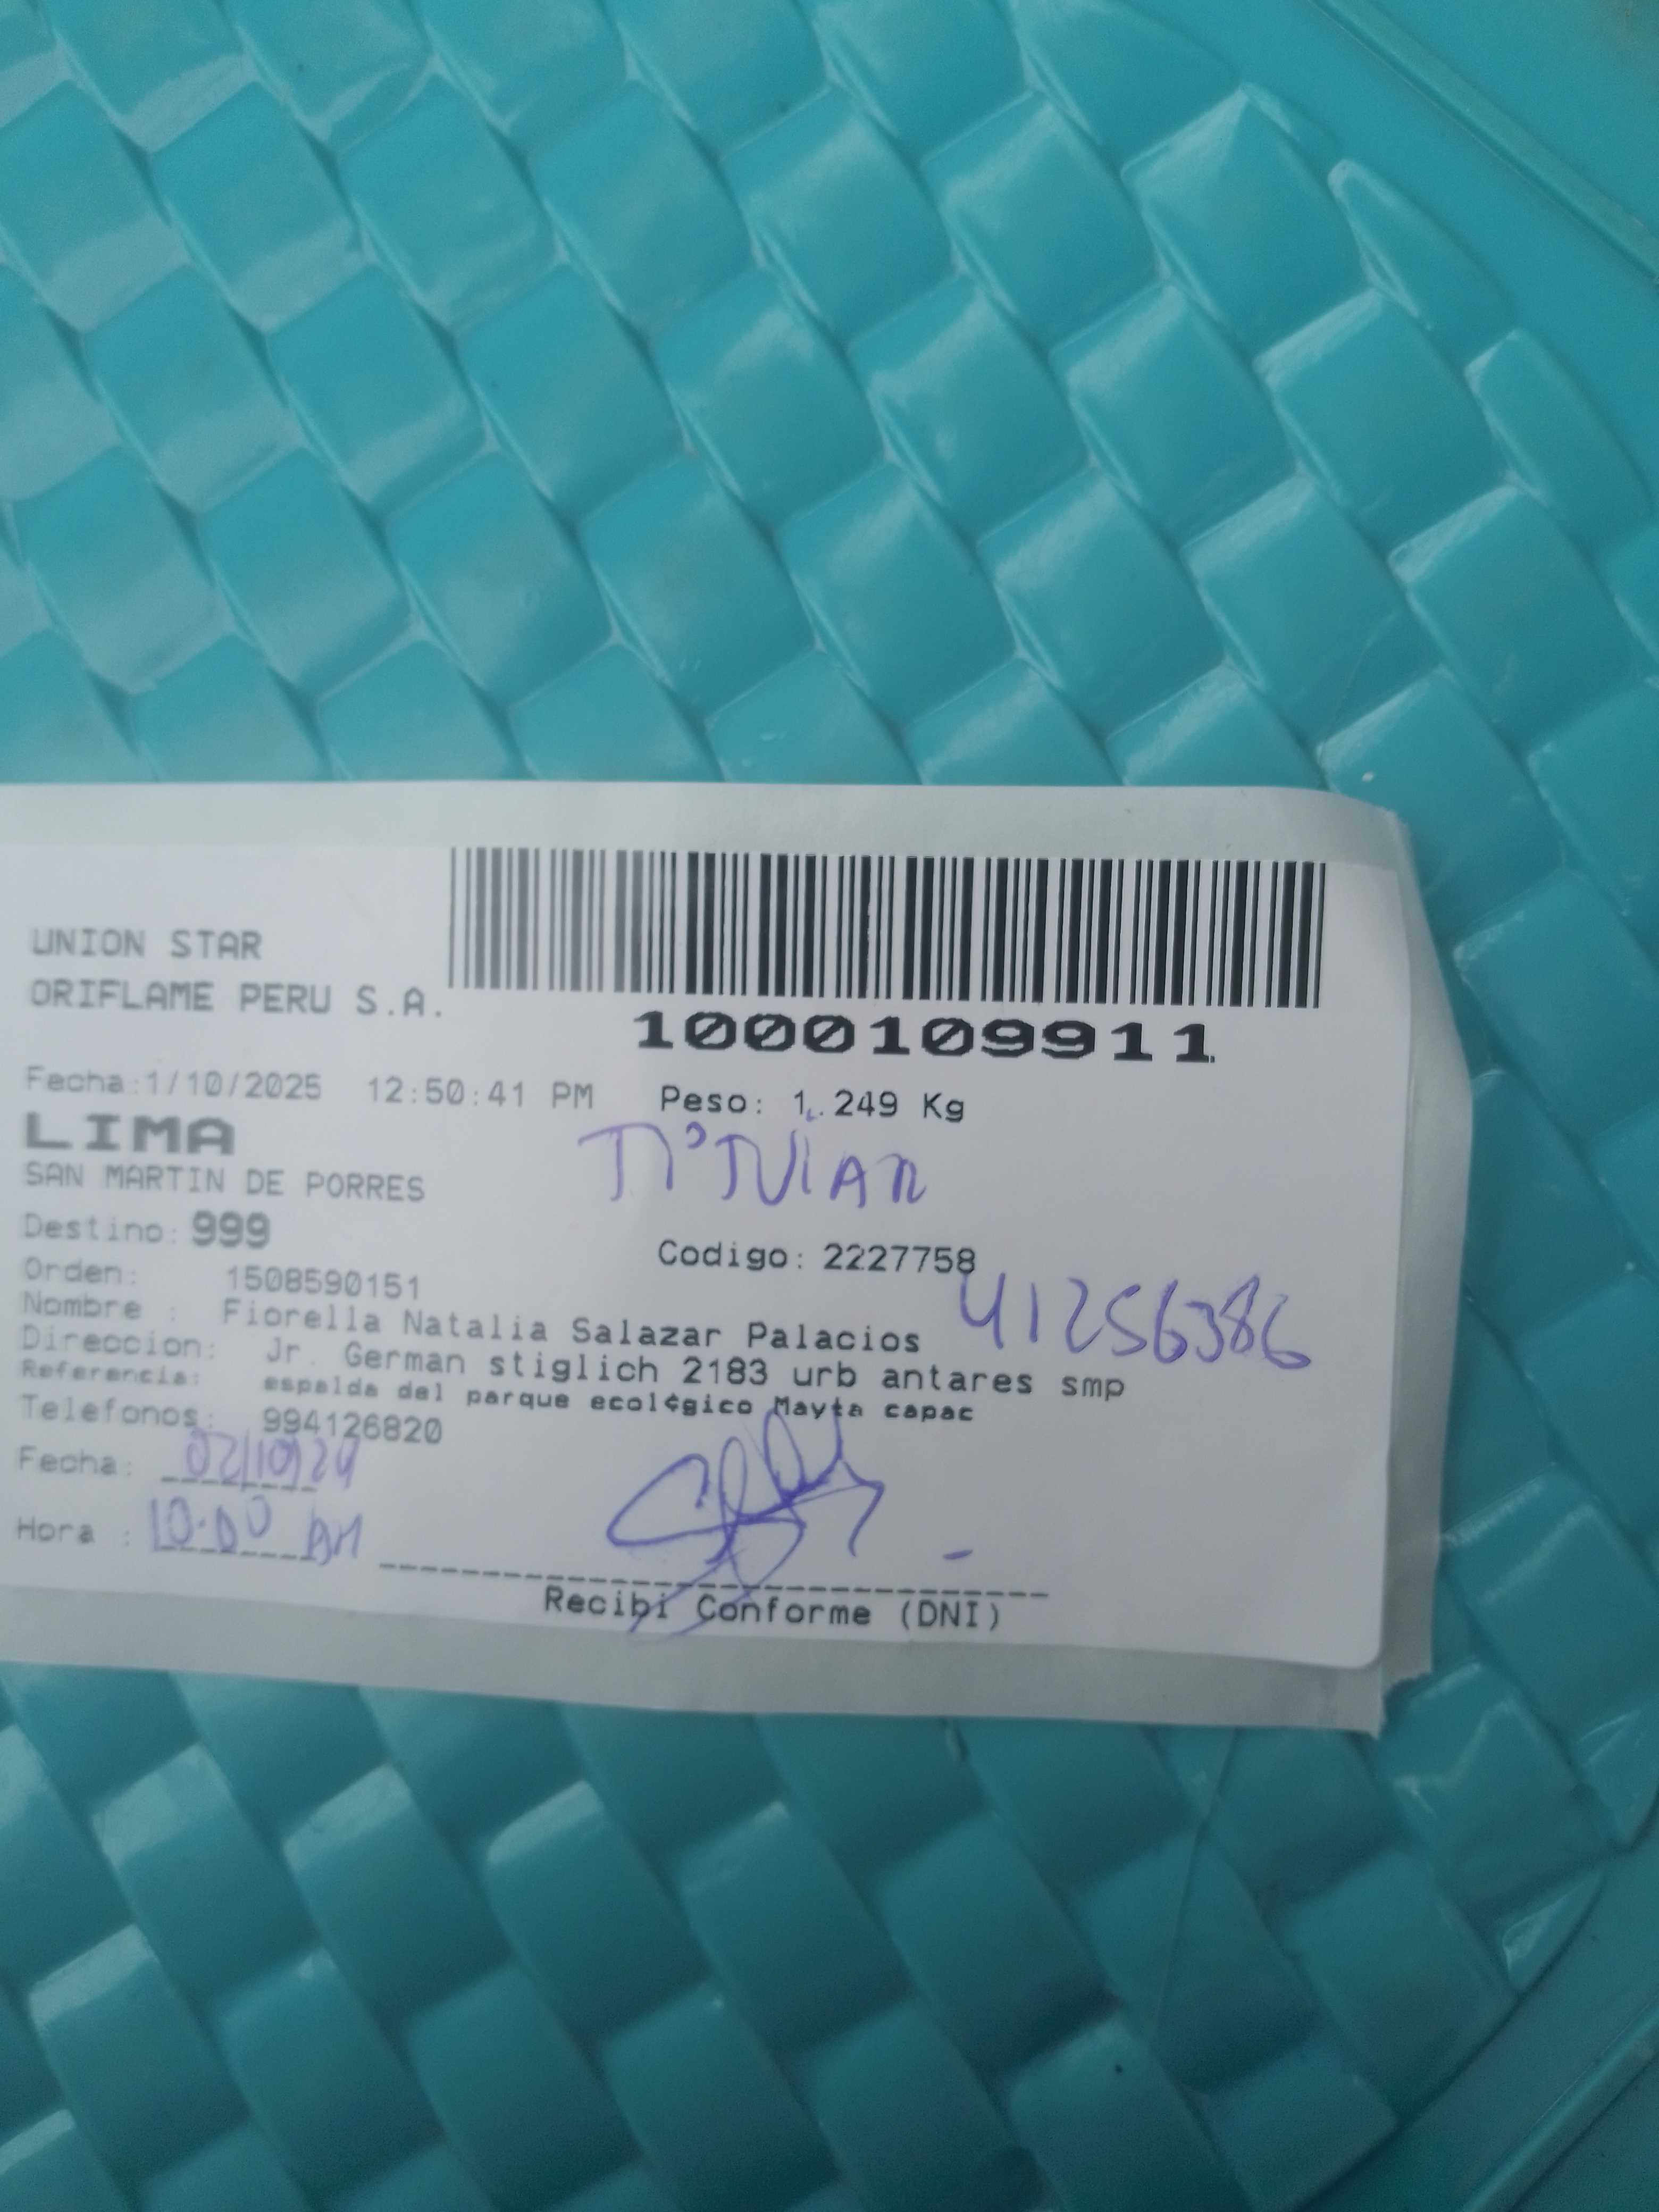 UNION STAR
ORIFLAME PERU S.A.
1000109911
Fecha:1/10/2025 12:50:41 PM Peso: 1.249 Kg
LIMA
SAN MARTIN DE PORRES
Destino: 999
Codigo: 2227758
Orden: 1508590151
Nombre : Fiorella Natalia Salazar Palacios 41256386
Direccion: Jr. German stiglich 2183 urb antares smp
Referencia: espalda del parque ecol¢gico Mayta capac
Telefonos: 994126820
Fecha: 02/10/24
Hora : 10:00 AM
Recibi Conforme (DNI)